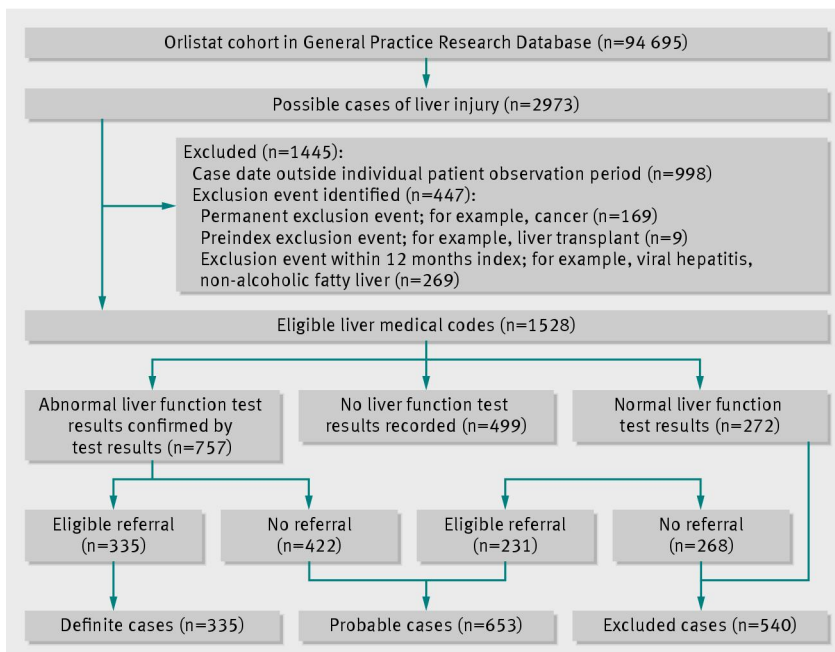 Orlistat cohort in General Practice Research Database (n=94 695)
Possible cases of liver injury (n=2973)
Excluded (n=1445):
Case date outside individual patient observation period (n=998)
Exclusion event identified (n=447):
Permanent exclusion event; for example, cancer (n=169)
Preindex exclusion event; for example, liver transplant (n=9)
Exclusion event within 12 months index; for example, viral hepatitis,
non-alcoholic fatty liver (n=269)
Eligible liver medical codes (n=1528)
Abnormal liver function test
results confirmed by
test results (n=757)
No liver function test
results recorded (n=499)
Normal liver function
test results (n=272)
Eligible referral
(n=335)
No referral
(n=422)
Eligible referral
(n=231)
No referral
(n=268)
Definite cases (n=335)
Probable cases (n=653)
Excluded cases (n=540)